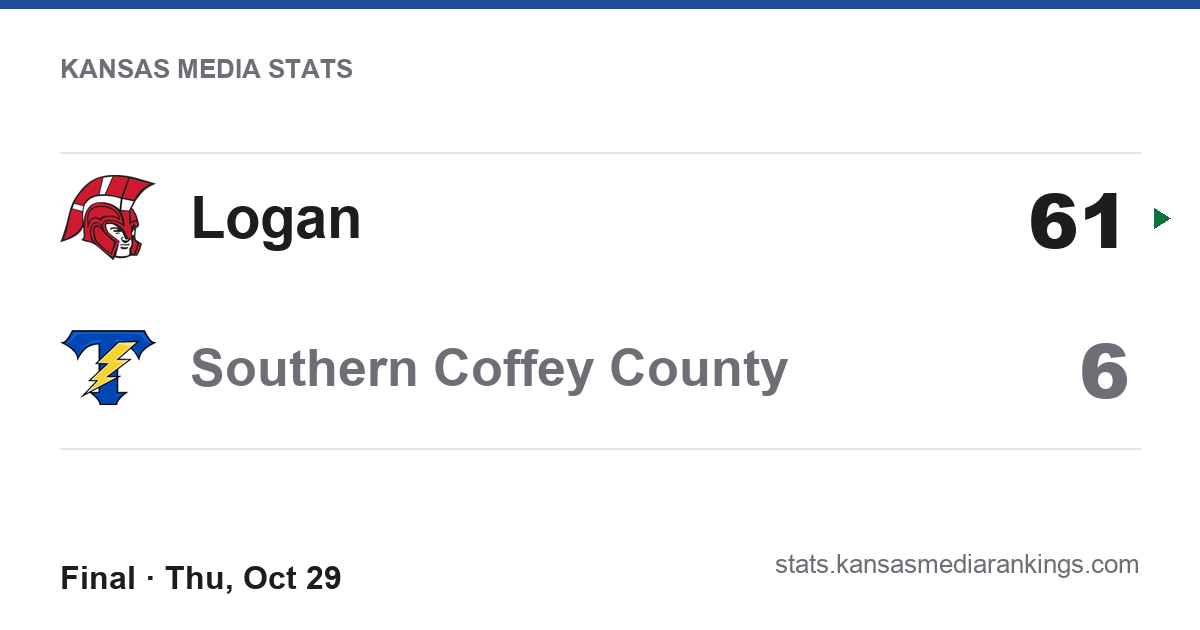 KANSAS MEDIA STATS
Logan 61
Southern Coffey County 6
Final · Thu, Oct 29
stats.kansasmediarankings.com